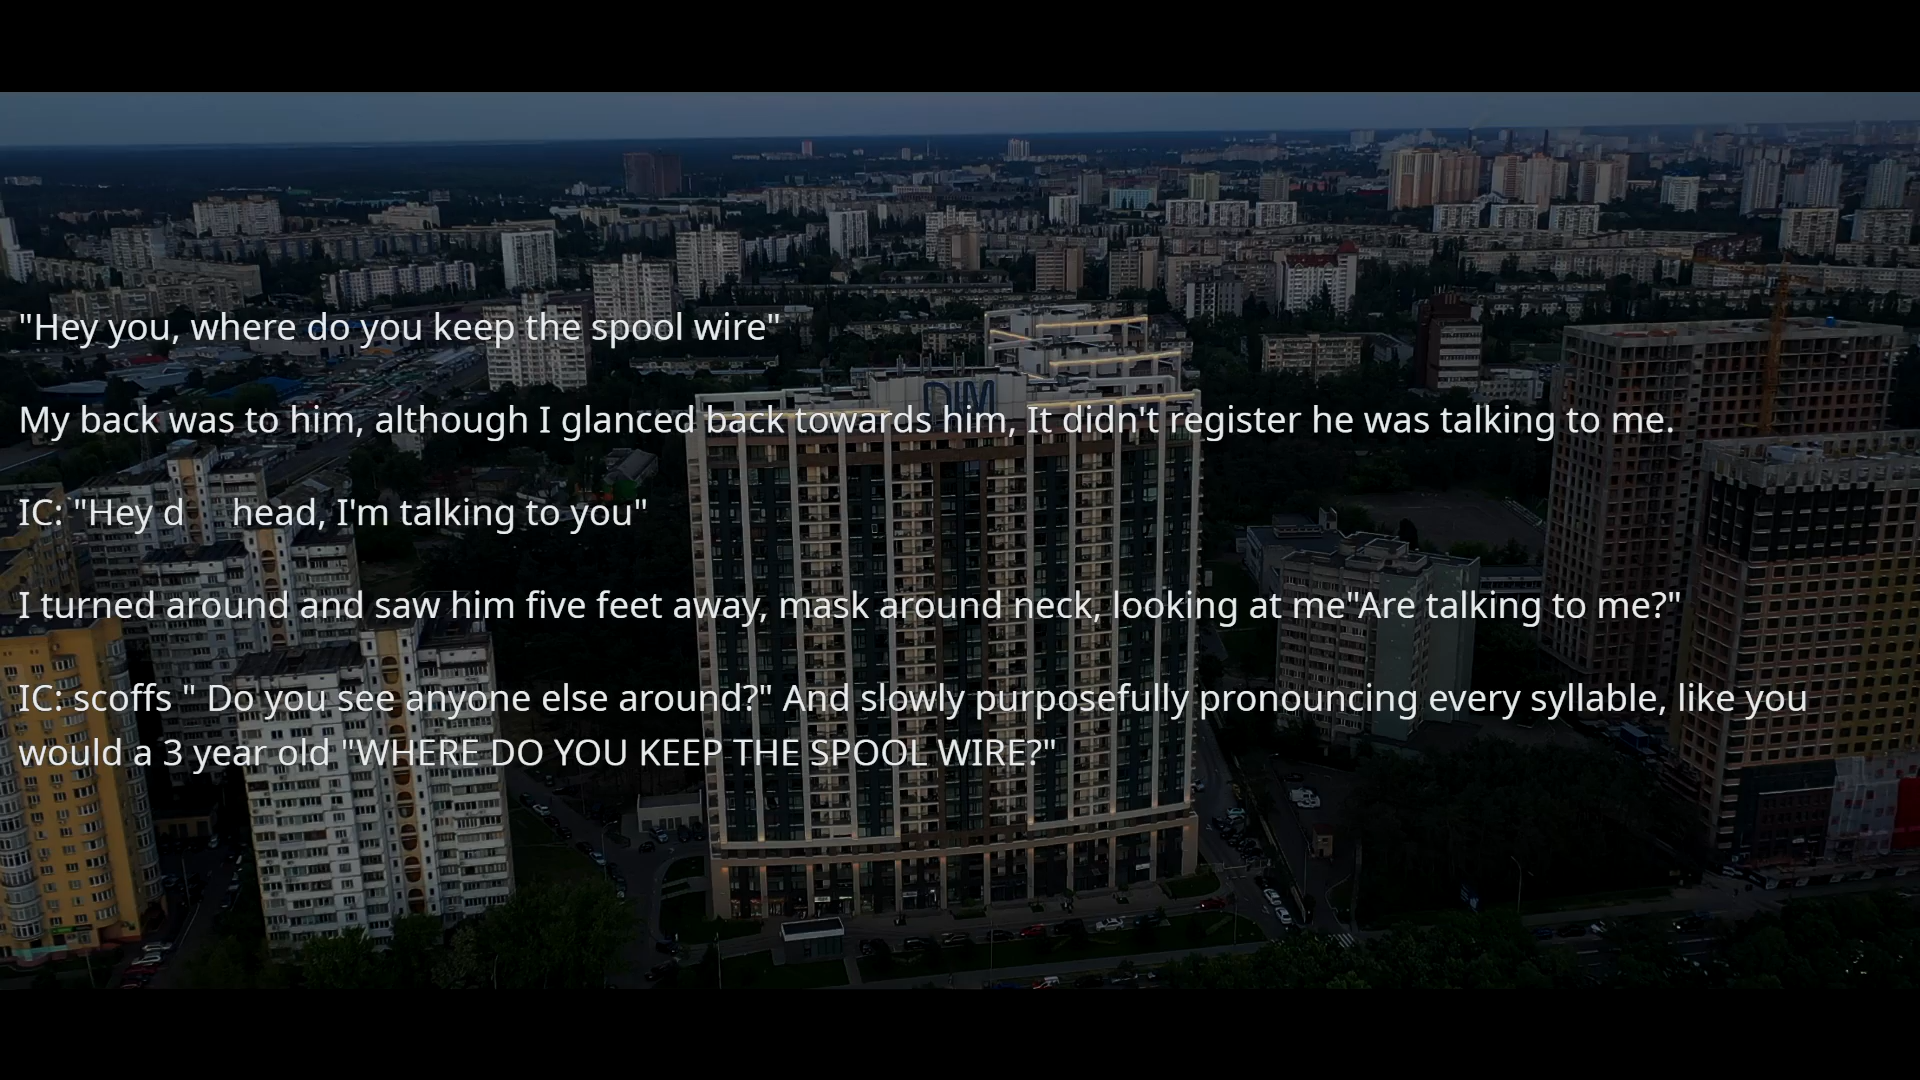 "Hey you, where do you keep the spool wire"
DIM
My back was to him, although I glanced back towards him, It didn't register he was talking to me.
IC: "Hey d head, I'm talking to you"
I turned around and saw him five feet away, mask around neck, looking at me"Are talking to me?"
IC: scoffs " Do you see anyone else around?" And slowly purposefully pronouncing every syllable, like you
would a 3 year old "WHERE DO YOU KEEP THE SPOOL WIRE?"